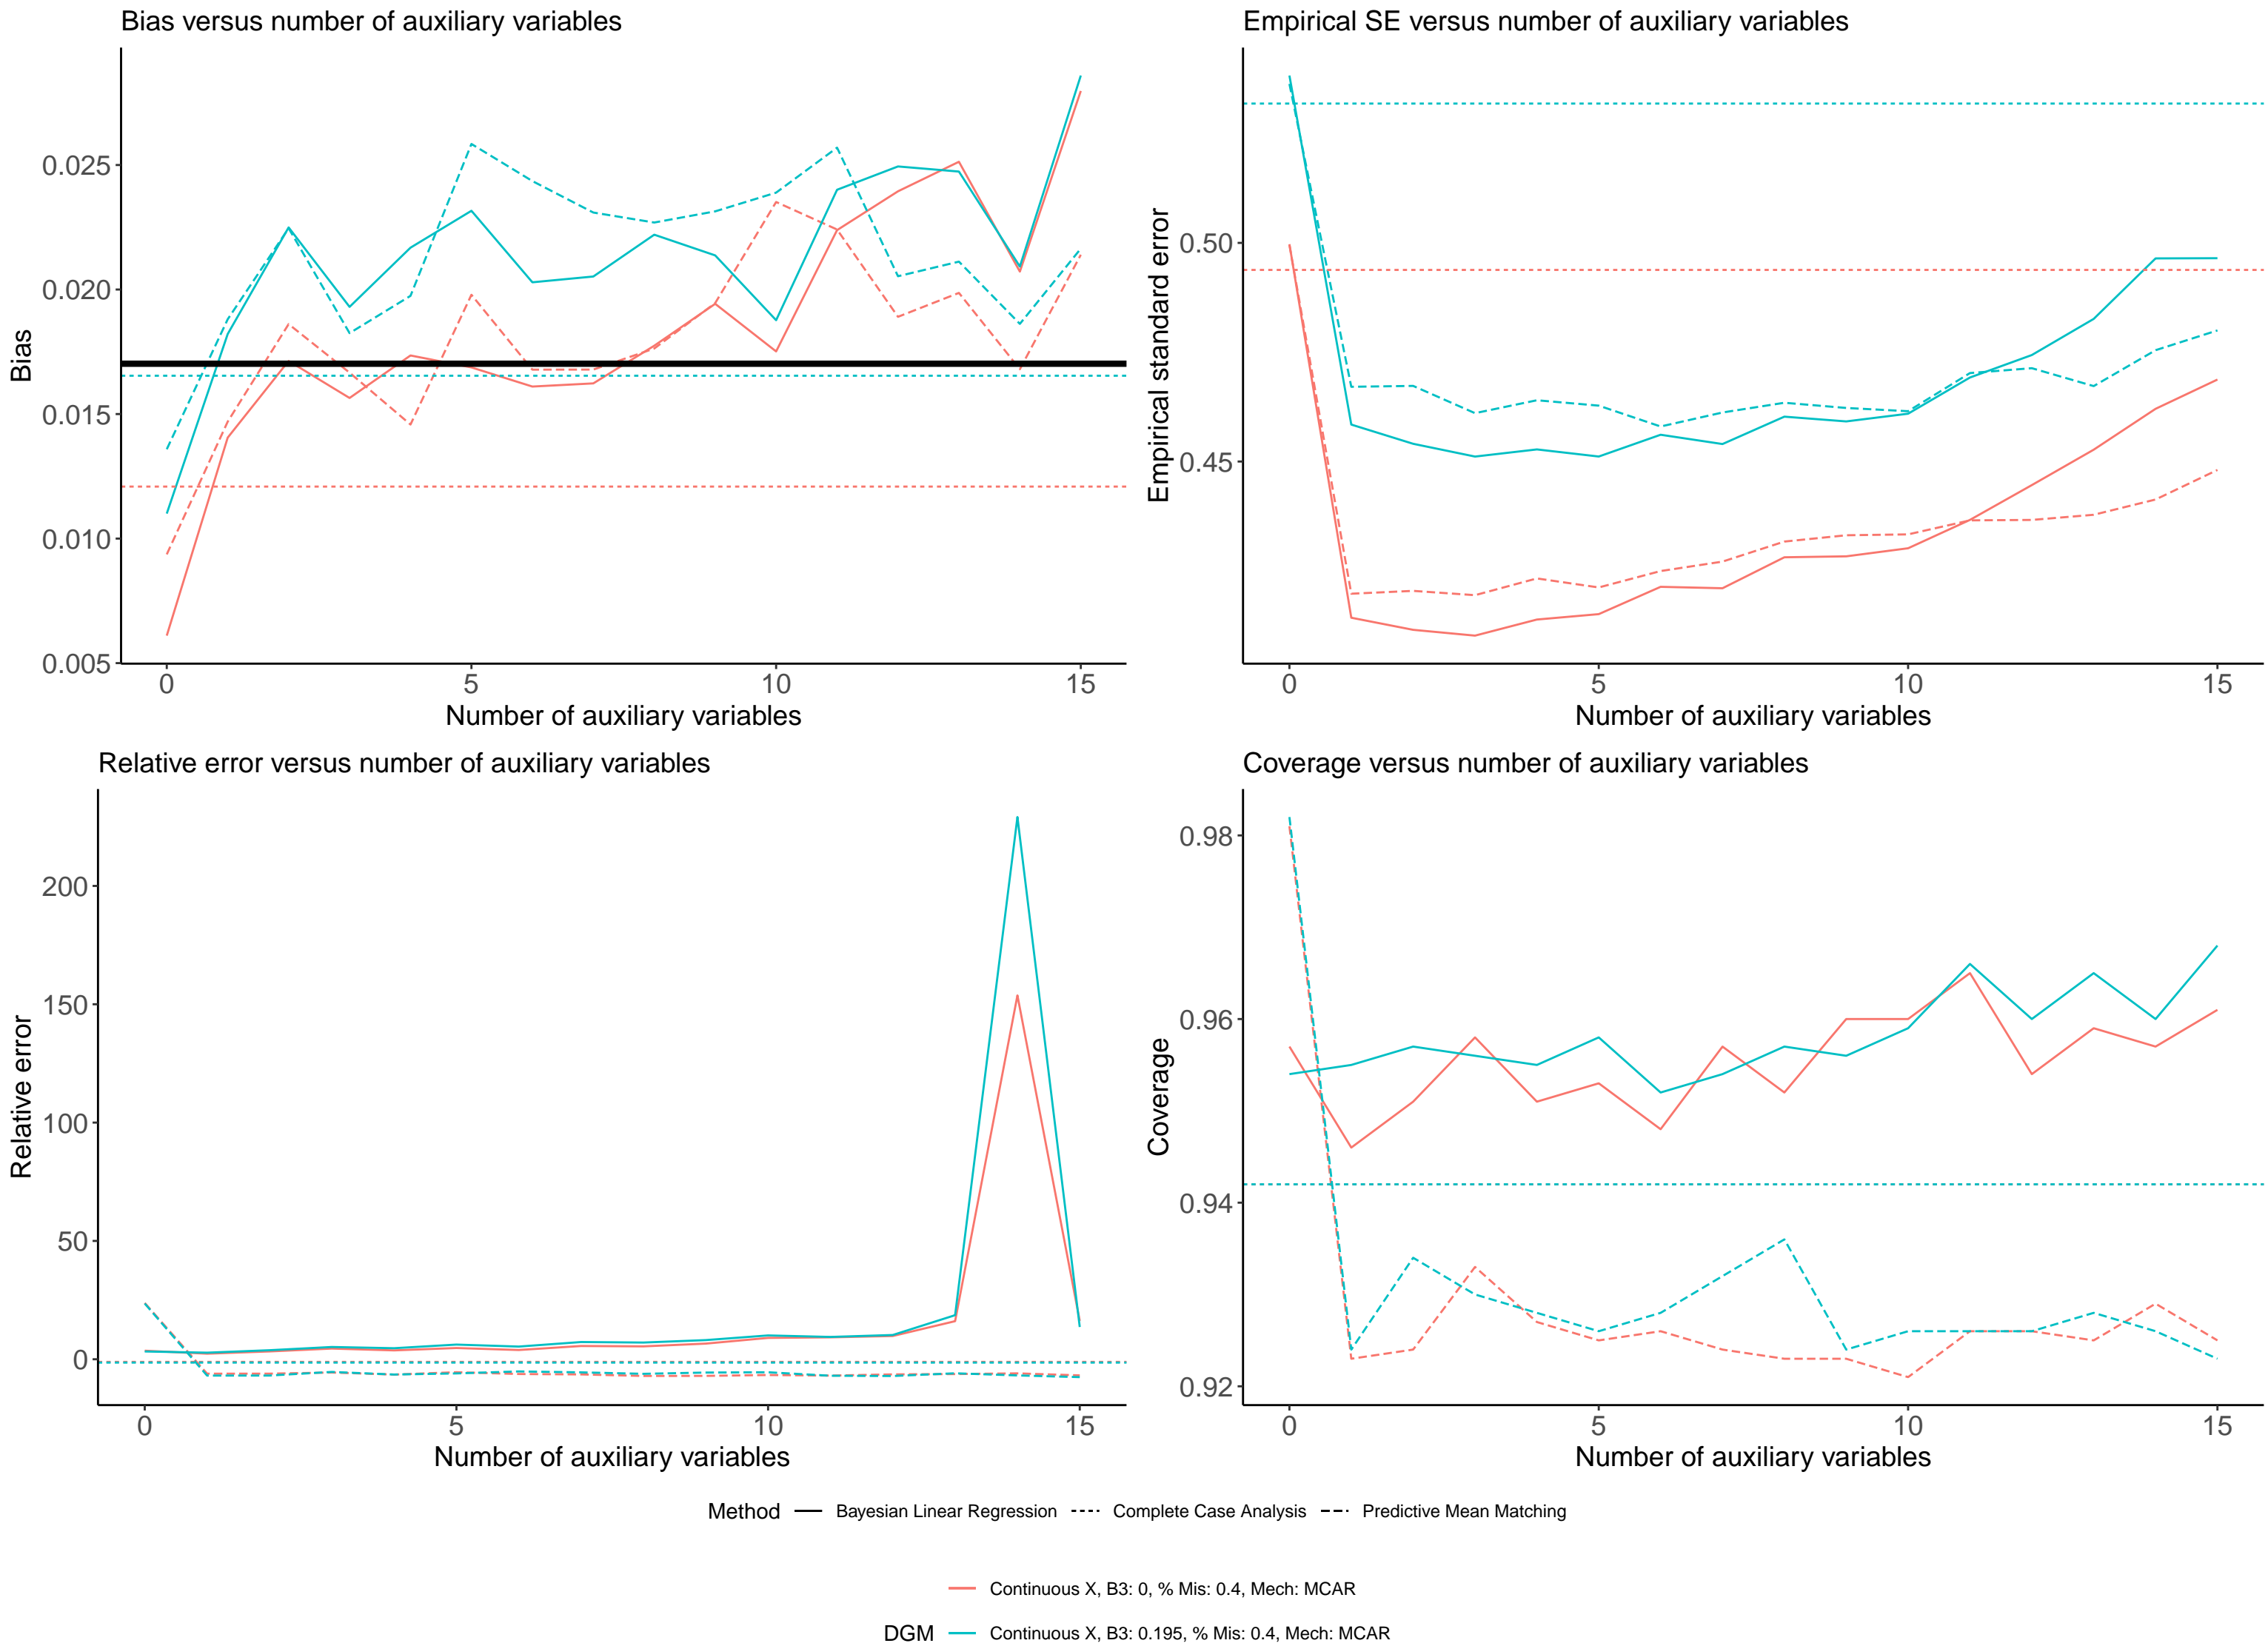 Bias versus number of auxiliary variables
Bias
0.025
0.020
0.015
0.010
0.005
0 5 10 15
Number of auxiliary variables
Empirical SE versus number of auxiliary variables
Empirical standard error
0.50
0.45
0 5 10 15
Number of auxiliary variables
Relative error versus number of auxiliary variables
Relative error
200
150
100
50
0
0 5 10 15
Number of auxiliary variables
Coverage versus number of auxiliary variables
Coverage
0.98
0.96
0.94
0.92
0 5 10 15
Number of auxiliary variables
Method Bayesian Linear Regression Complete Case Analysis Predictive Mean Matching
Continuous X, B3: 0, % Mis: 0.4, Mech: MCAR
DGM Continuous X, B3: 0.195, % Mis: 0.4, Mech: MCAR